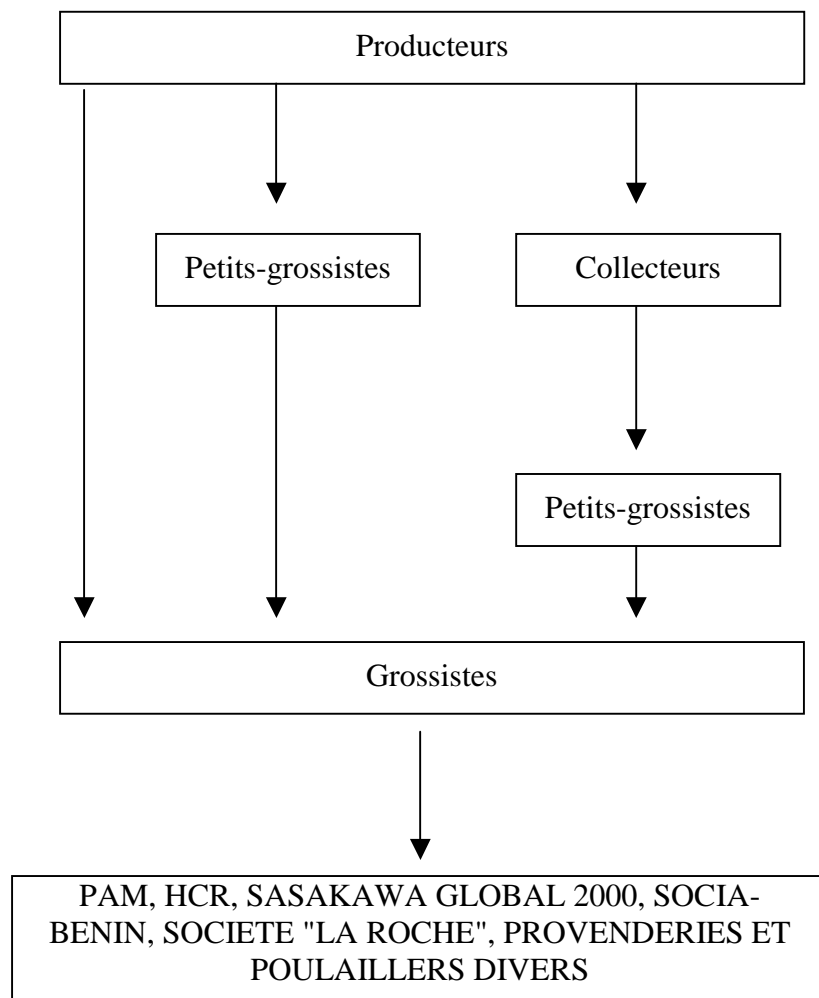 Producteurs
Petits-grossistes
Collecteurs
Petits-grossistes
Grossistes
PAM, HCR, SASAKAWA GLOBAL 2000, SOCIA-
BENIN, SOCIETE "LA ROCHE", PROVENDERIES ET
POULAILLERS DIVERS